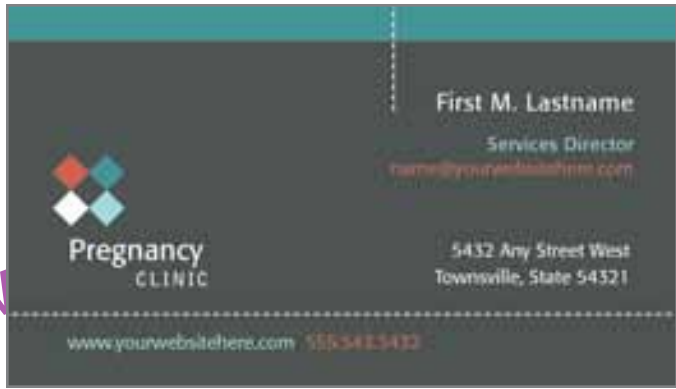 First M. Lastname
Services Director
name@yourwebsitehere.com
Pregnancy
CLINIC
5432 Any Street West
Townsville, State 54321
www.yourwebsitehere.com 555.543.5432